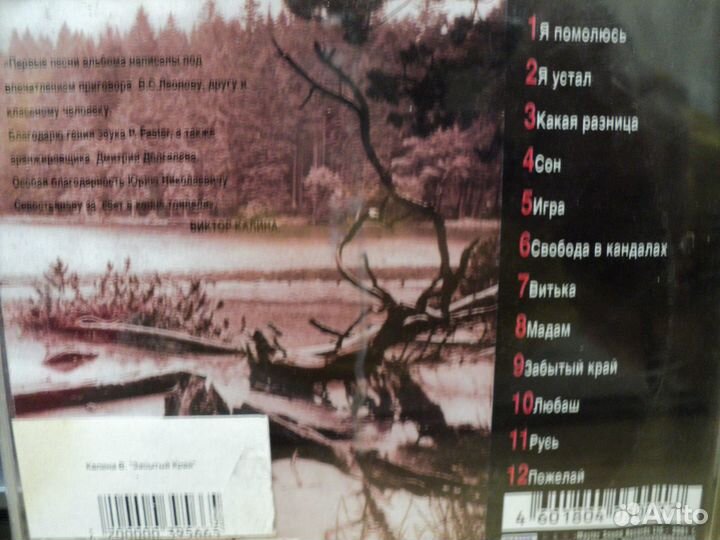 «Первые песни альбома написаны под
впечатлением приговора В.С.Леонову, другу и
классному человеку.
Благодарю гения звука а также
аранжировщика Дмитрия
Особая благодарность Юрию Николаевичу
за "свет в конце тоннеля"
ВИКТОР КАЛИНА
1 Я помолюсь
2 Я устал
3 Какая разница
4 Сон
5 Игра
6 Свобода в кандалах
7 Витька
8 Мадам
9 Забытый край
10 Любаш
11 Русь
12 Пожелай
Калина В. "Забытый Край"
4 601804
Avito